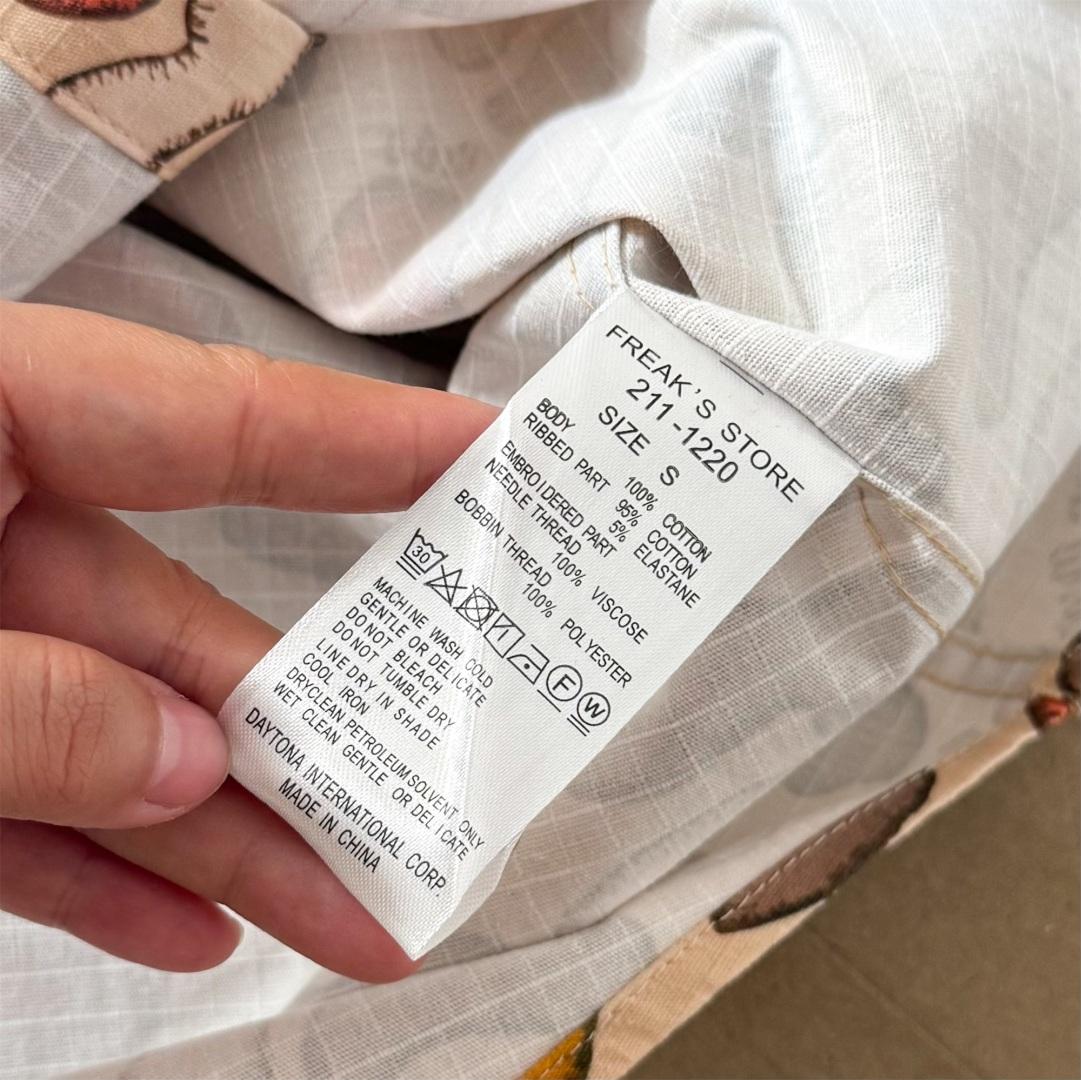 FREAK'S STORE
211-1220
SIZE S
BODY 100% COTTON
RIBBED PART 95% COTTON
5% ELASTANE
EMBROIDERED PART
NEEDLE THREAD 100% VISCOSE
BOBBIN THREAD 100% POLYESTER
30 F W
MACHINE WASH COLD
GENTLE OR DELICATE
DO NOT BLEACH
DO NOT TUMBLE DRY
LINE DRY IN SHADE
COOL IRON
DRYCLEAN PETROLEUM SOLVENT ONLY
WET CLEAN GENTLE OR DELICATE
DAYTONA INTERNATIONAL CORP.
MADE IN CHINA